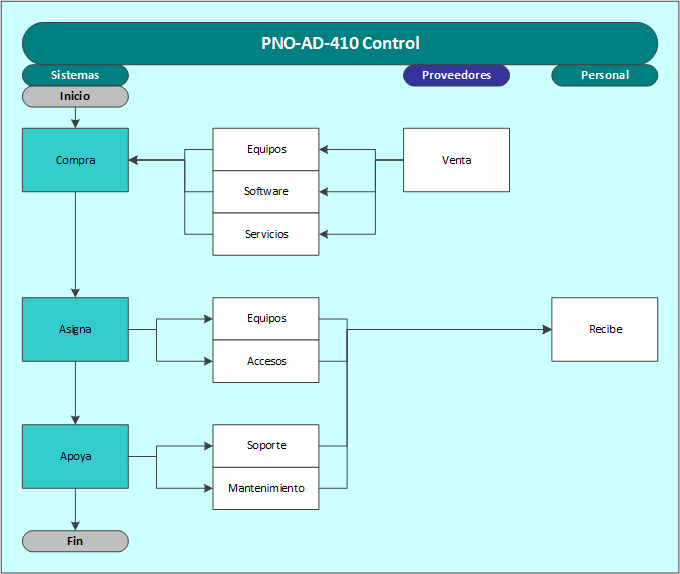 PNO-AD-410 Control
Sistemas
Proveedores
Personal
Inicio
Compra
Equipos
Software
Servicios
Venta
Asigna
Equipos
Accesos
Recibe
Apoya
Soporte
Mantenimiento
Fin